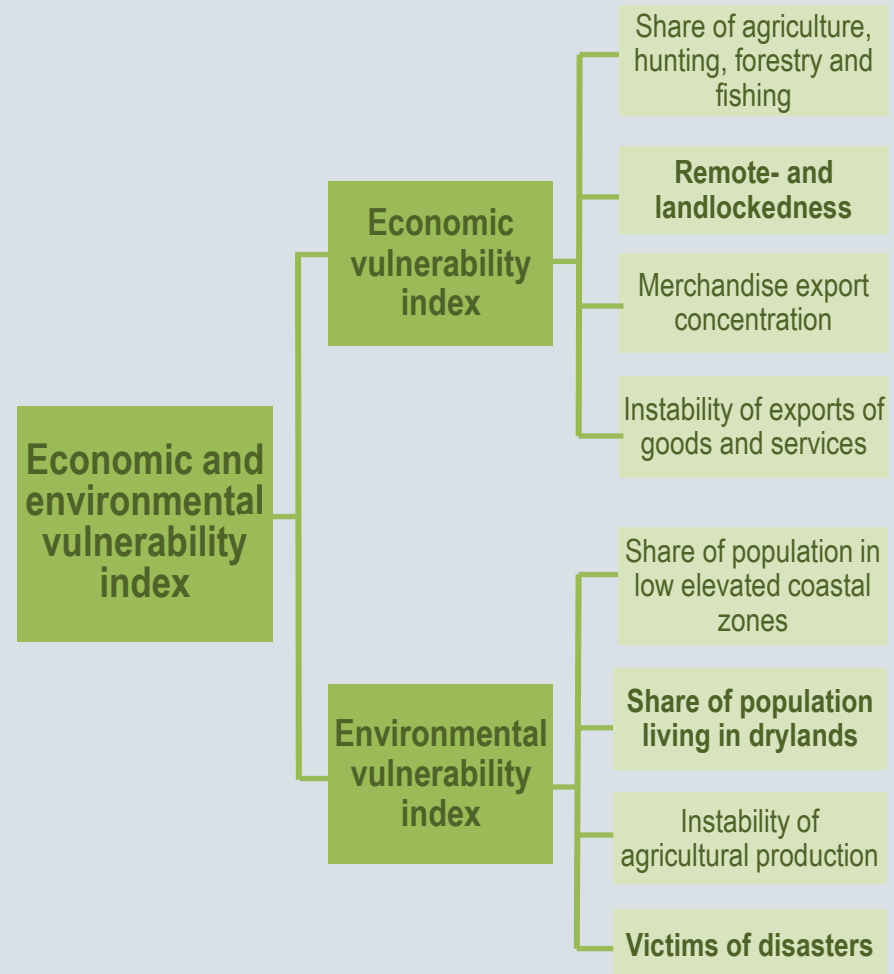 Share of agriculture,
hunting, forestry and
fishing
Remote- and
landlockedness
Economic
vulnerability
index
Merchandise export
concentration
Instability of exports of
goods and services
Economic and
environmental
vulnerability
index
Share of population in
low elevated coastal
zones
Share of population
living in drylands
Environmental
vulnerability
index
Instability of
agricultural production
Victims of disasters